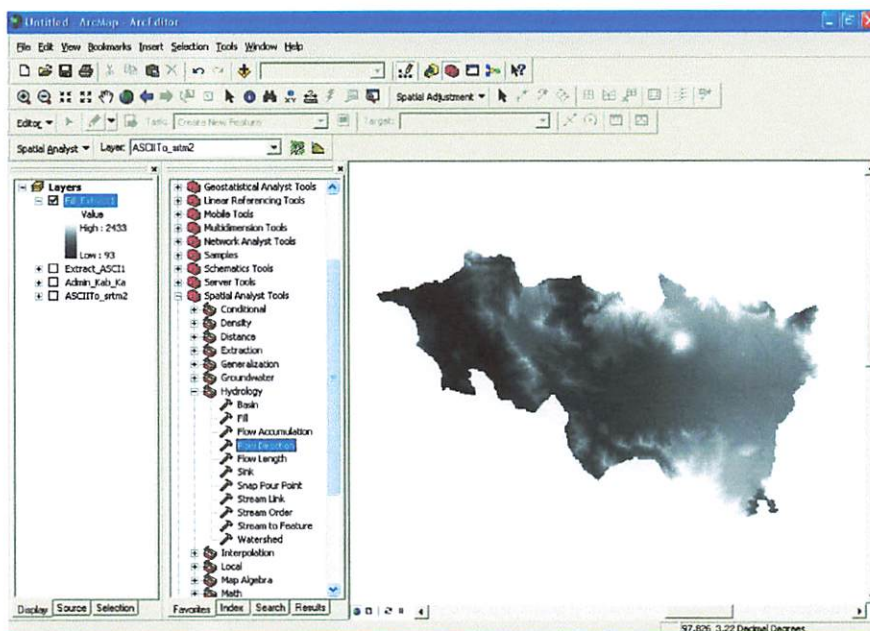 Untitled - ArcMap - ArcEditor
File Edit View Bookmarks Insert Selection Tools Window Help
Spatial Adjustment
Editor Task: Create New Feature Target:
Spatial Analyst Layer: ASCIITo_srtm2
Layers
Fill_Extract1
Value
High : 2433
Low : 93
Extract_ASCII1
Admin_Kab_Ka
ASCIITo_srtm2
Geostatistical Analyst Tools
Linear Referencing Tools
Mobile Tools
Multidimension Tools
Network Analyst Tools
Samples
Schematics Tools
Server Tools
Spatial Analyst Tools
Conditional
Density
Distance
Extraction
Generalization
Groundwater
Hydrology
Basin
Fill
Flow Accumulation
Flow Direction
Flow Length
Sink
Snap Pour Point
Stream Link
Stream Order
Stream to Feature
Watershed
Interpolation
Local
Map Algebra
Math
Display Source Selection
Favorites Index Search Results
97.826 3.22 Decimal Degrees